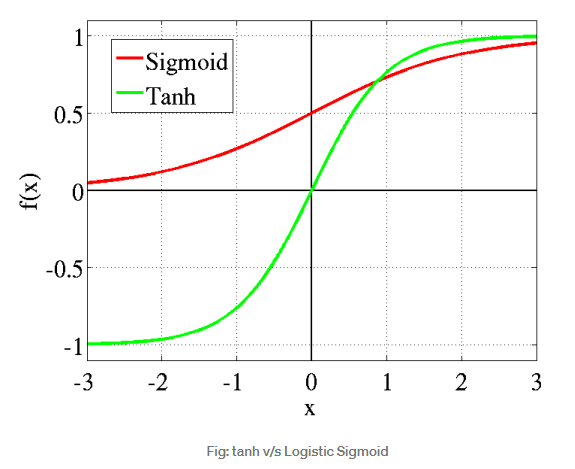 1
Sigmoid
Tanh
0.5
f(x)
0
-0.5
-1
-3 -2 -1 0 1 2 3
x
Fig: tanh v/s Logistic Sigmoid